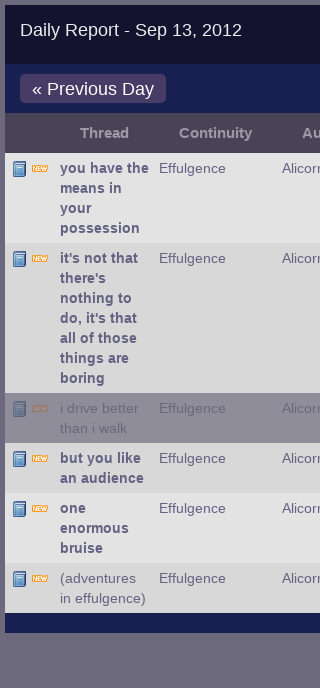 Daily Report - Sep 13, 2012
« Previous Day
Thread Continuity Au
NEW you have the Effulgence Alicorn
means in
your
possession
NEW it's not that Effulgence Alicorn
there's
nothing to
do, it's that
all of those
things are
boring
NEW i drive better Effulgence Alicorn
than i walk
NEW but you like Effulgence Alicorn
an audience
NEW one Effulgence Alicorn
enormous
bruise
NEW (adventures Effulgence Alicorn
in effulgence)